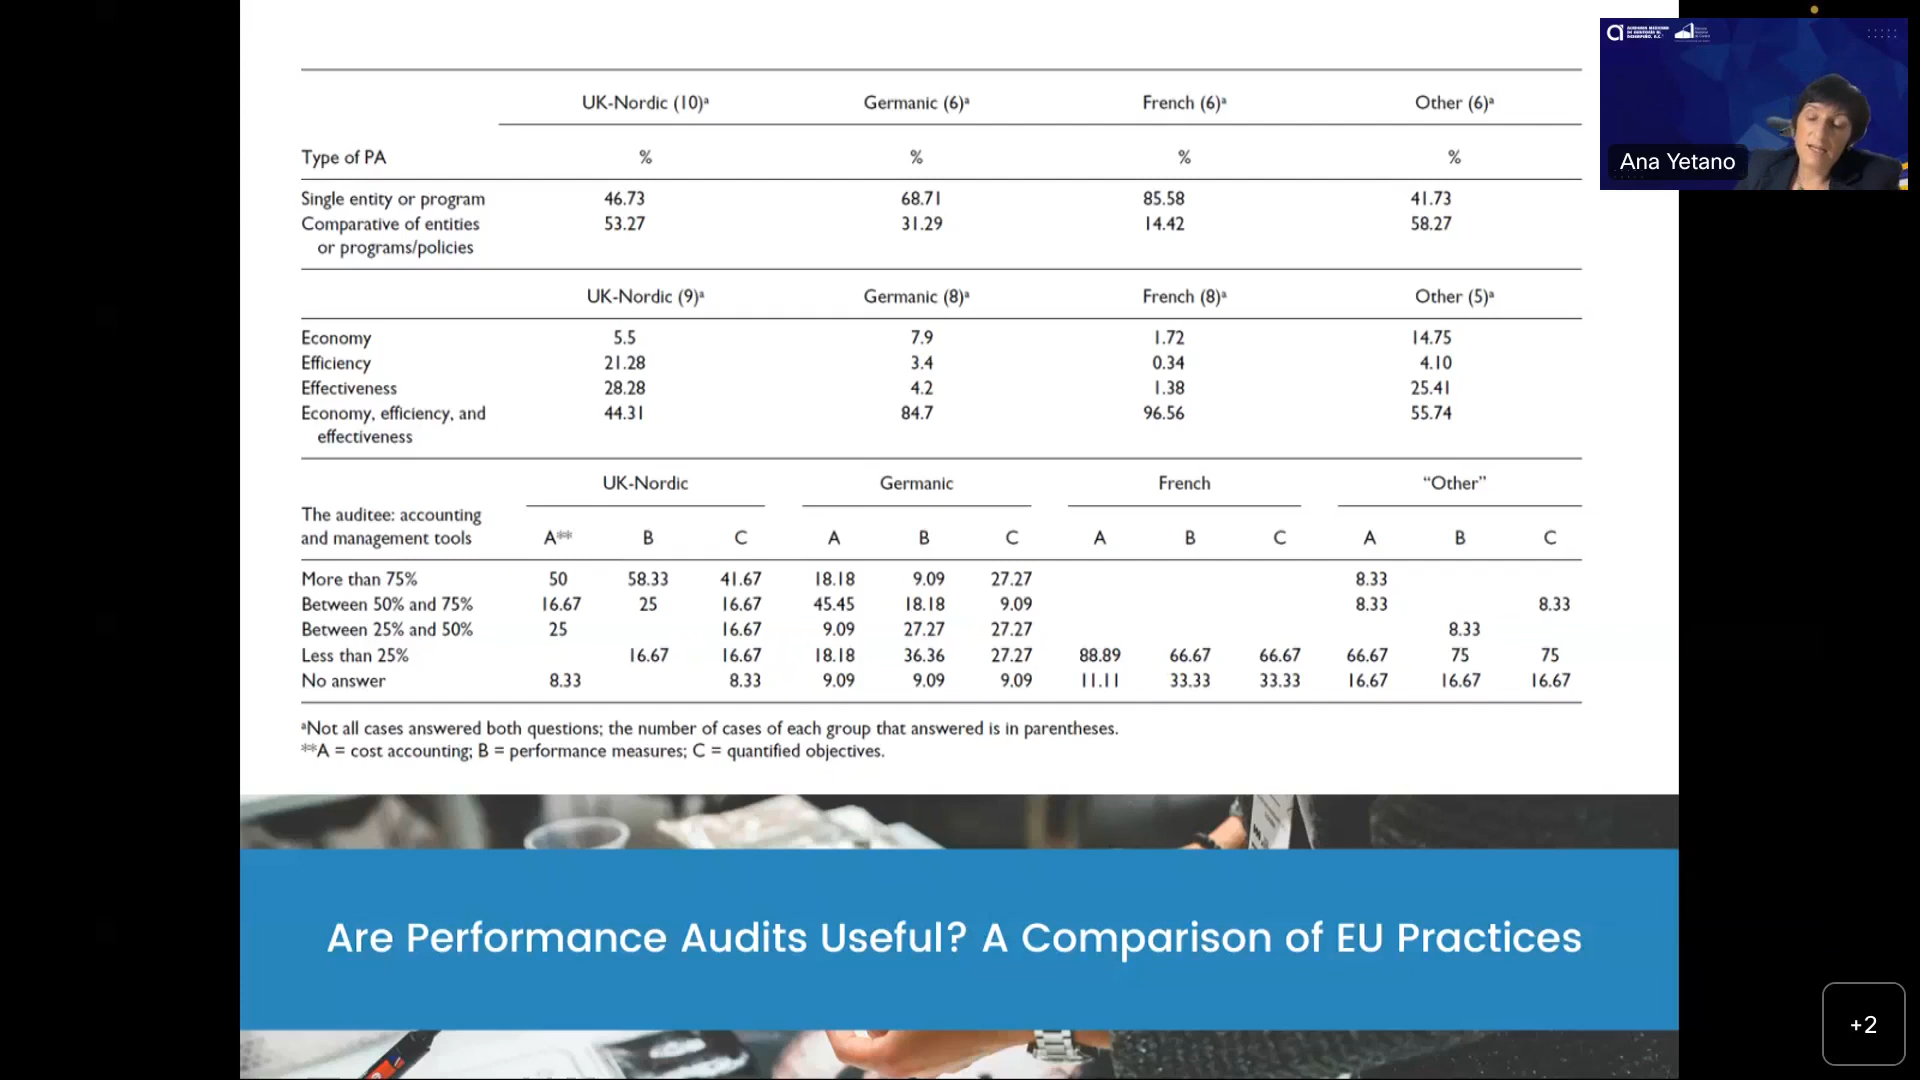 UK-Nordic (10)ᵃ Germanic (6)ᵃ French (6)ᵃ Other (6)ᵃ
Type of PA % % % %
Single entity or program 46.73 68.71 85.58 41.73
Comparative of entities 53.27 31.29 14.42 58.27
or programs/policies
UK-Nordic (9)ᵃ Germanic (8)ᵃ French (8)ᵃ Other (5)ᵃ
Economy 5.5 7.9 1.72 14.75
Efficiency 21.28 3.4 0.34 4.10
Effectiveness 28.28 4.2 1.38 25.41
Economy, efficiency, and 44.31 84.7 96.56 55.74
effectiveness
UK-Nordic Germanic French “Other”
The auditee: accounting
and management tools A** B C A B C A B C A B C
More than 75% 50 58.33 41.67 18.18 9.09 27.27 8.33
Between 50% and 75% 16.67 25 16.67 45.45 18.18 9.09 8.33 8.33
Between 25% and 50% 25 16.67 9.09 27.27 27.27 8.33
Less than 25% 16.67 16.67 18.18 36.36 27.27 88.89 66.67 66.67 66.67 75 75
No answer 8.33 8.33 9.09 9.09 9.09 11.11 33.33 33.33 16.67 16.67 16.67
ᵃNot all cases answered both questions; the number of cases of each group that answered is in parentheses.
**A = cost accounting; B = performance measures; C = quantified objectives.
Are Performance Audits Useful? A Comparison of EU Practices
Ana Yetano
+2